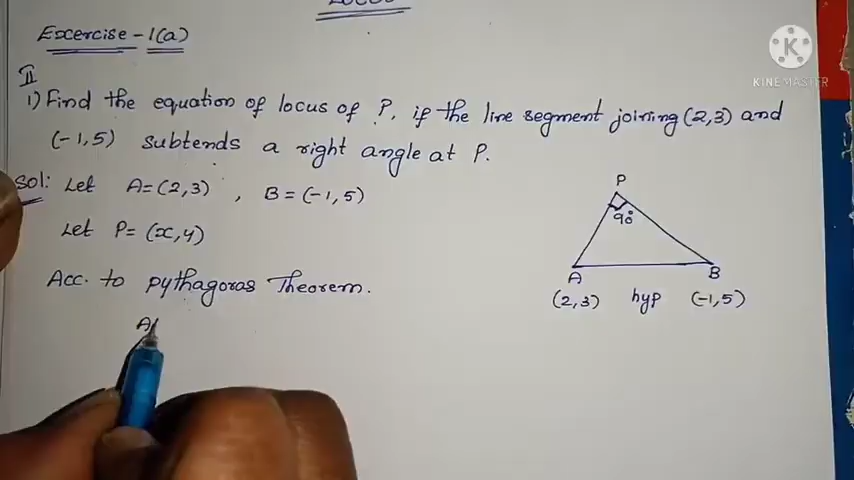 Excercise - 1(a)
II
1) Find the equation of locus of P, if the line segment joining (2,3) and
(-1,5) subtends a right angle at P.
Sol: Let A=(2,3) , B=(-1,5)
Let P=(x,y)
Acc. to pythagoras Theorem.
A
P
90°
A B
(2,3) hyp (-1,5)
K
KINEMASTER